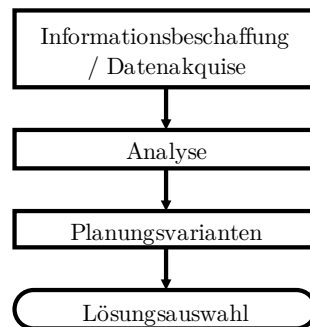 Informationsbeschaffung
/ Datenakquise
Analyse
Planungsvarianten
Lösungsauswahl